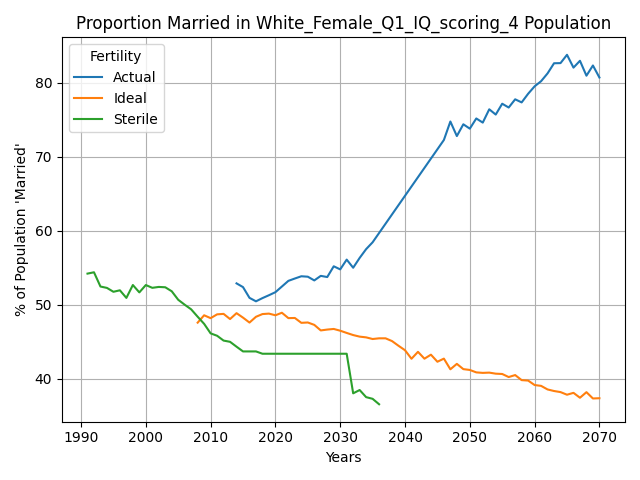 Proportion Married in White_Female_Q1_IQ_scoring_4 Population
Fertility
Actual
Ideal
Sterile
% of Population 'Married'
80
70
60
50
40
1990 2000 2010 2020 2030 2040 2050 2060 2070
Years